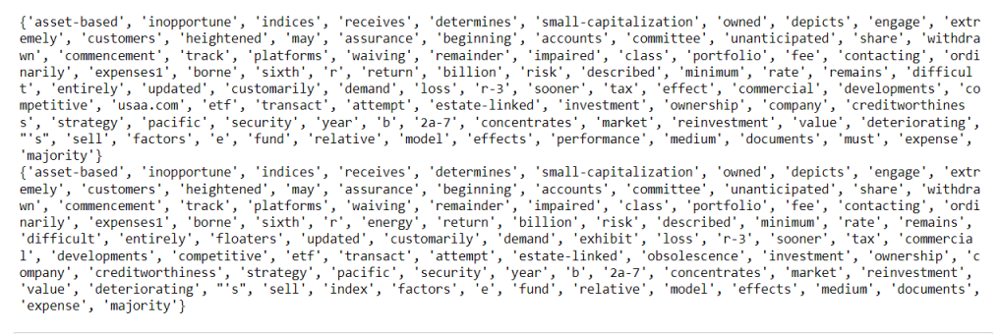 {'asset-based', 'inopportune', 'indices', 'receives', 'determines', 'small-capitalization', 'owned', 'depicts', 'engage', 'extr
emely', 'customers', 'heightened', 'may', 'assurance', 'beginning', 'accounts', 'committee', 'unanticipated', 'share', 'withdra
wn', 'commencement', 'track', 'platforms', 'waiving', 'remainder', 'impaired', 'class', 'portfolio', 'fee', 'contacting', 'ordi
narily', 'expenses1', 'borne', 'sixth', 'r', 'return', 'billion', 'risk', 'described', 'minimum', 'rate', 'remains', 'difficul
t', 'entirely', 'updated', 'customarily', 'demand', 'loss', 'r-3', 'sooner', 'tax', 'effect', 'commercial', 'developments', 'co
mpetitive', 'usaa.com', 'etf', 'transact', 'attempt', 'estate-linked', 'investment', 'ownership', 'company', 'creditworthines
s', 'strategy', 'pacific', 'security', 'year', 'b', '2a-7', 'concentrates', 'market', 'reinvestment', 'value', 'deteriorating',
"'s", 'sell', 'factors', 'e', 'fund', 'relative', 'model', 'effects', 'performance', 'medium', 'documents', 'must', 'expense',
'majority'}
{'asset-based', 'inopportune', 'indices', 'receives', 'determines', 'small-capitalization', 'owned', 'depicts', 'engage', 'extr
emely', 'customers', 'heightened', 'may', 'assurance', 'beginning', 'accounts', 'committee', 'unanticipated', 'share', 'withdra
wn', 'commencement', 'track', 'platforms', 'waiving', 'remainder', 'impaired', 'class', 'portfolio', 'fee', 'contacting', 'ordi
narily', 'expenses1', 'borne', 'sixth', 'r', 'energy', 'return', 'billion', 'risk', 'described', 'minimum', 'rate', 'remains',
'difficult', 'entirely', 'floaters', 'updated', 'customarily', 'demand', 'exhibit', 'loss', 'r-3', 'sooner', 'tax', 'commercia
l', 'developments', 'competitive', 'etf', 'transact', 'attempt', 'estate-linked', 'obsolescence', 'investment', 'ownership', 'c
ompany', 'creditworthiness', 'strategy', 'pacific', 'security', 'year', 'b', '2a-7', 'concentrates', 'market', 'reinvestment',
'value', 'deteriorating', "'s", 'sell', 'index', 'factors', 'e', 'fund', 'relative', 'model', 'effects', 'medium', 'documents',
'expense', 'majority'}